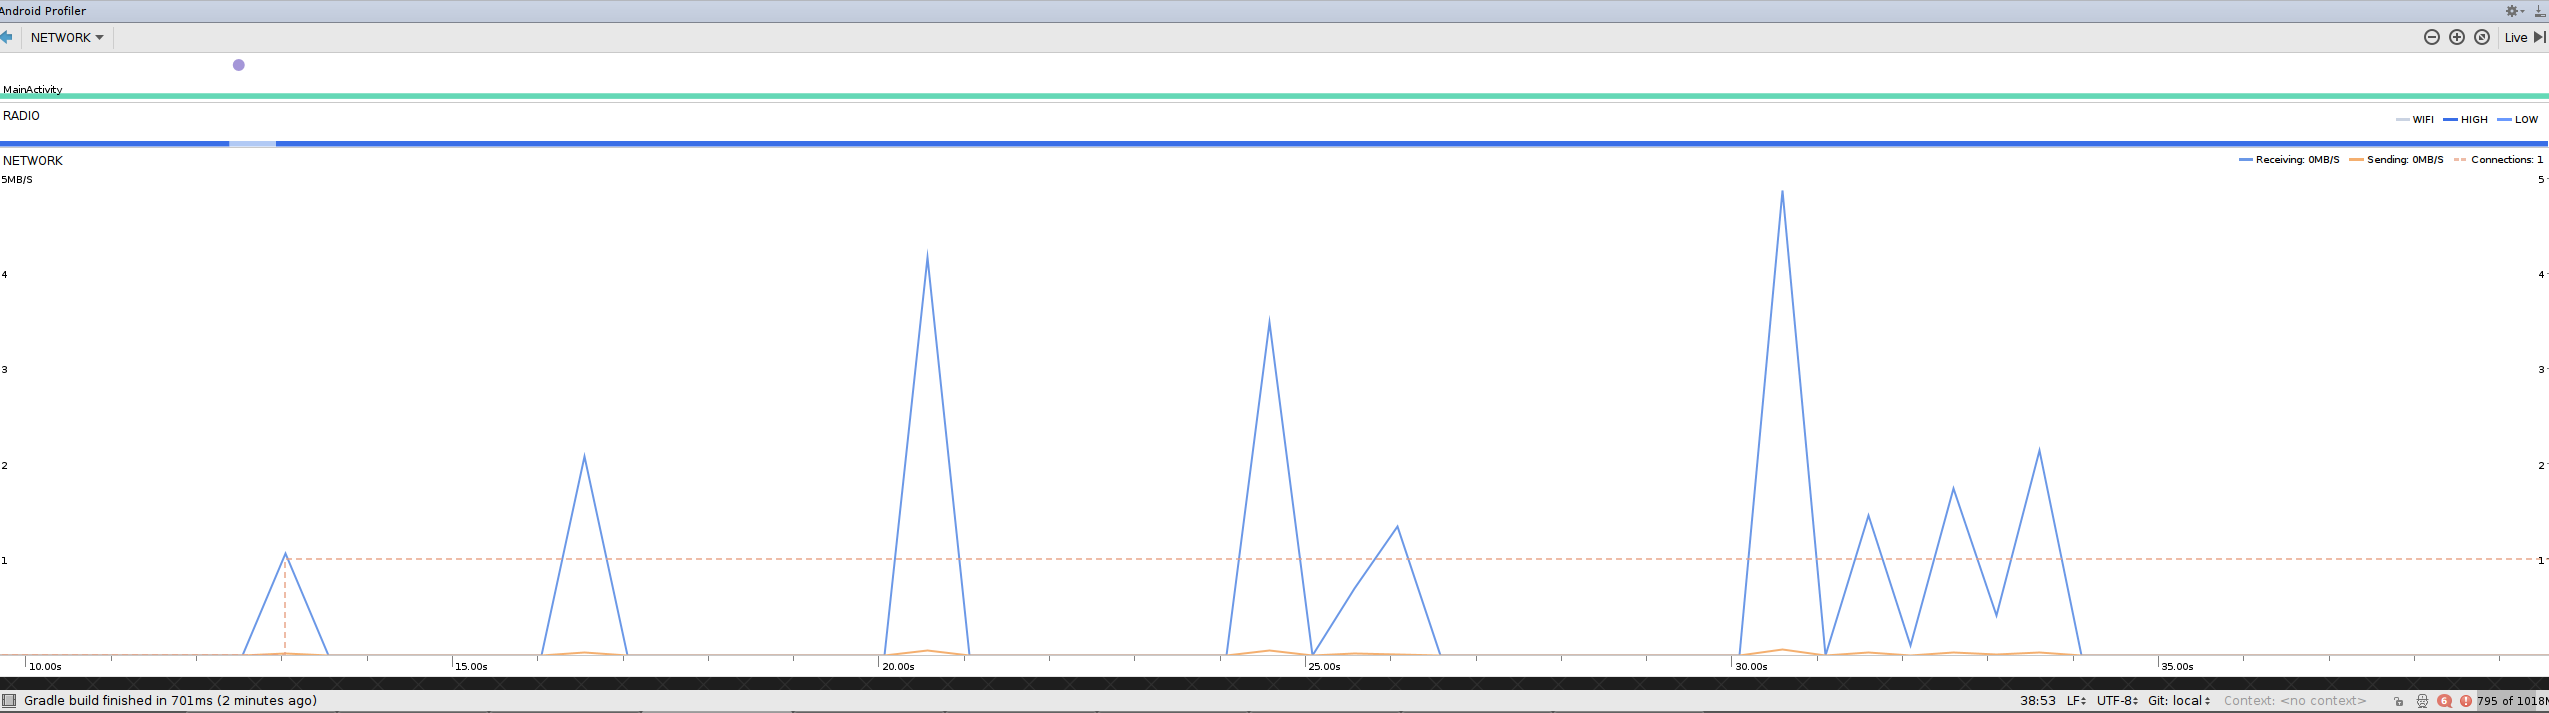 Android Profiler
NETWORK
Live
MainActivity
RADIO
WIFI HIGH LOW
NETWORK
Receiving: 0MB/S Sending: 0MB/S Connections: 1
5MB/S
5
4
4
3
3
2
2
1
1
10.00s 15.00s 20.00s 25.00s 30.00s 35.00s
Gradle build finished in 701ms (2 minutes ago)
38:53 LF UTF-8 Git: local Context: <no context> 6 795 of 1018M